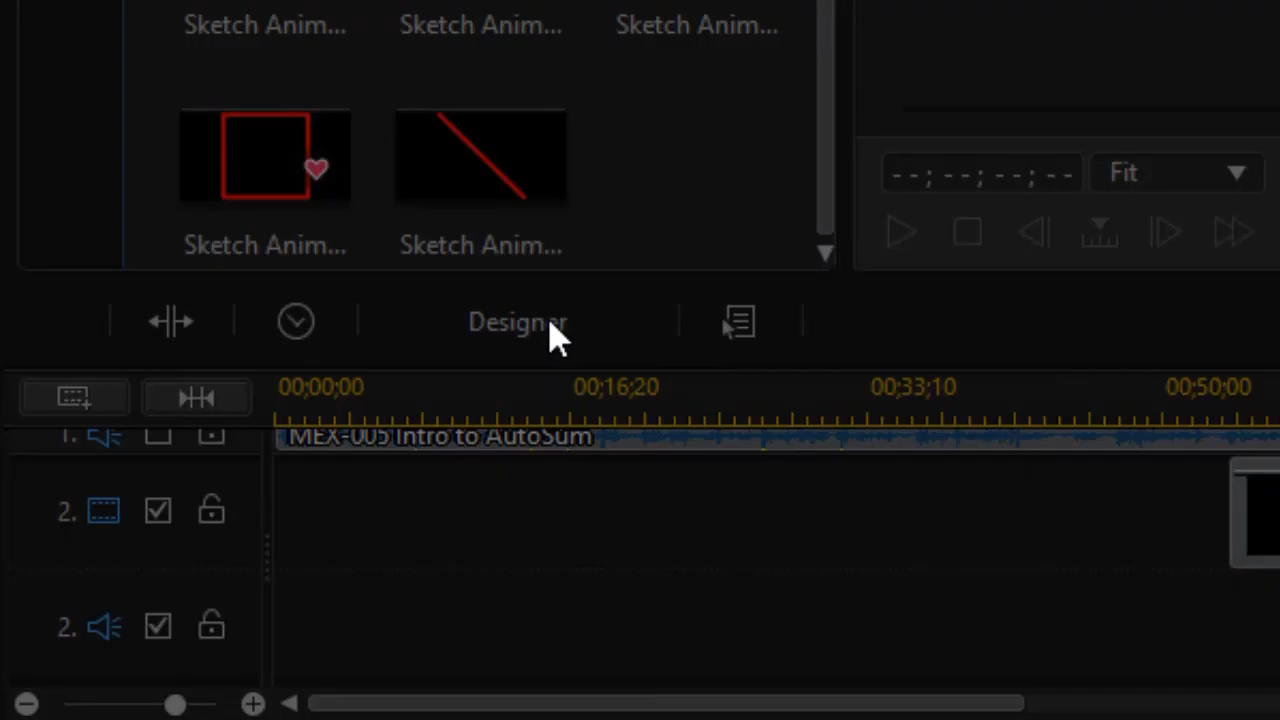 Sketch Anim... Sketch Anim... Sketch Anim...
Sketch Anim... Sketch Anim...
--;--;--;-- Fit
Designer
00;00;00 00;16;20 00;33;10 00;50;00
1. MEX-005 Intro to AutoSum
2.
2.